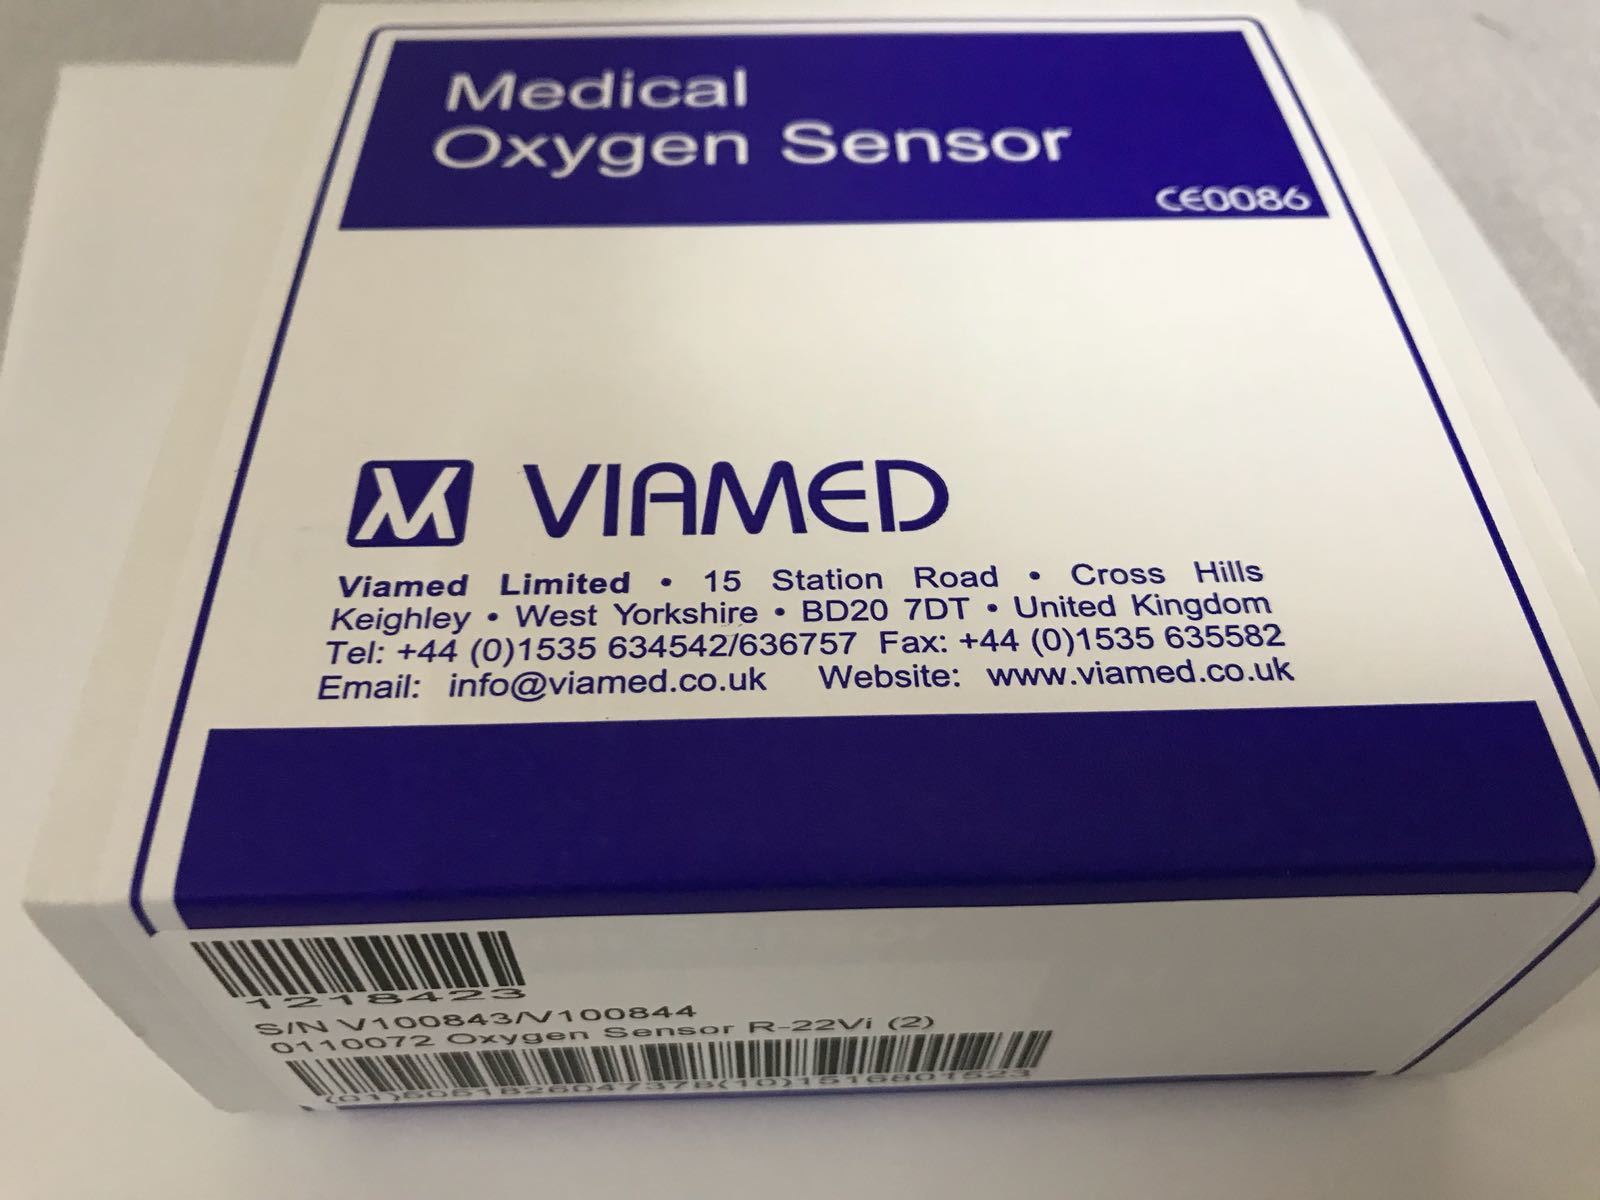 Medical
Oxygen Sensor
CE0086
VIAMED
Viamed Limited • 15 Station Road • Cross Hills
Keighley • West Yorkshire • BD20 7DT • United Kingdom
Tel: +44 (0)1535 634542/636757 Fax: +44 (0)1535 635582
Email: info@viamed.co.uk Website: www.viamed.co.uk
1218423
S/N V100843/V100844
0110072 Oxygen Sensor R-22Vi (2)